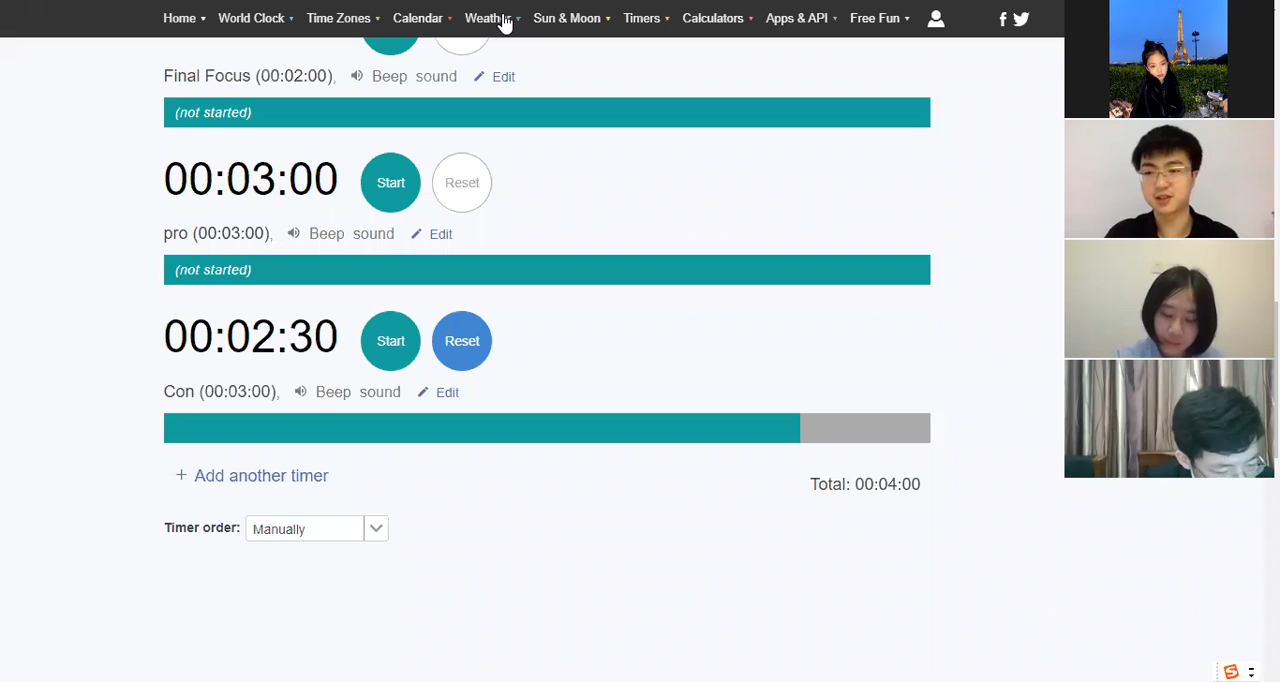 Home World Clock Time Zones Calendar Weather Sun & Moon Timers Calculators Apps & API Free Fun
Final Focus (00:02:00), Beep sound Edit
(not started)
00:03:00 Start Reset
pro (00:03:00), Beep sound Edit
(not started)
00:02:30 Start Reset
Con (00:03:00), Beep sound Edit
+ Add another timer
Total: 00:04:00
Timer order: Manually